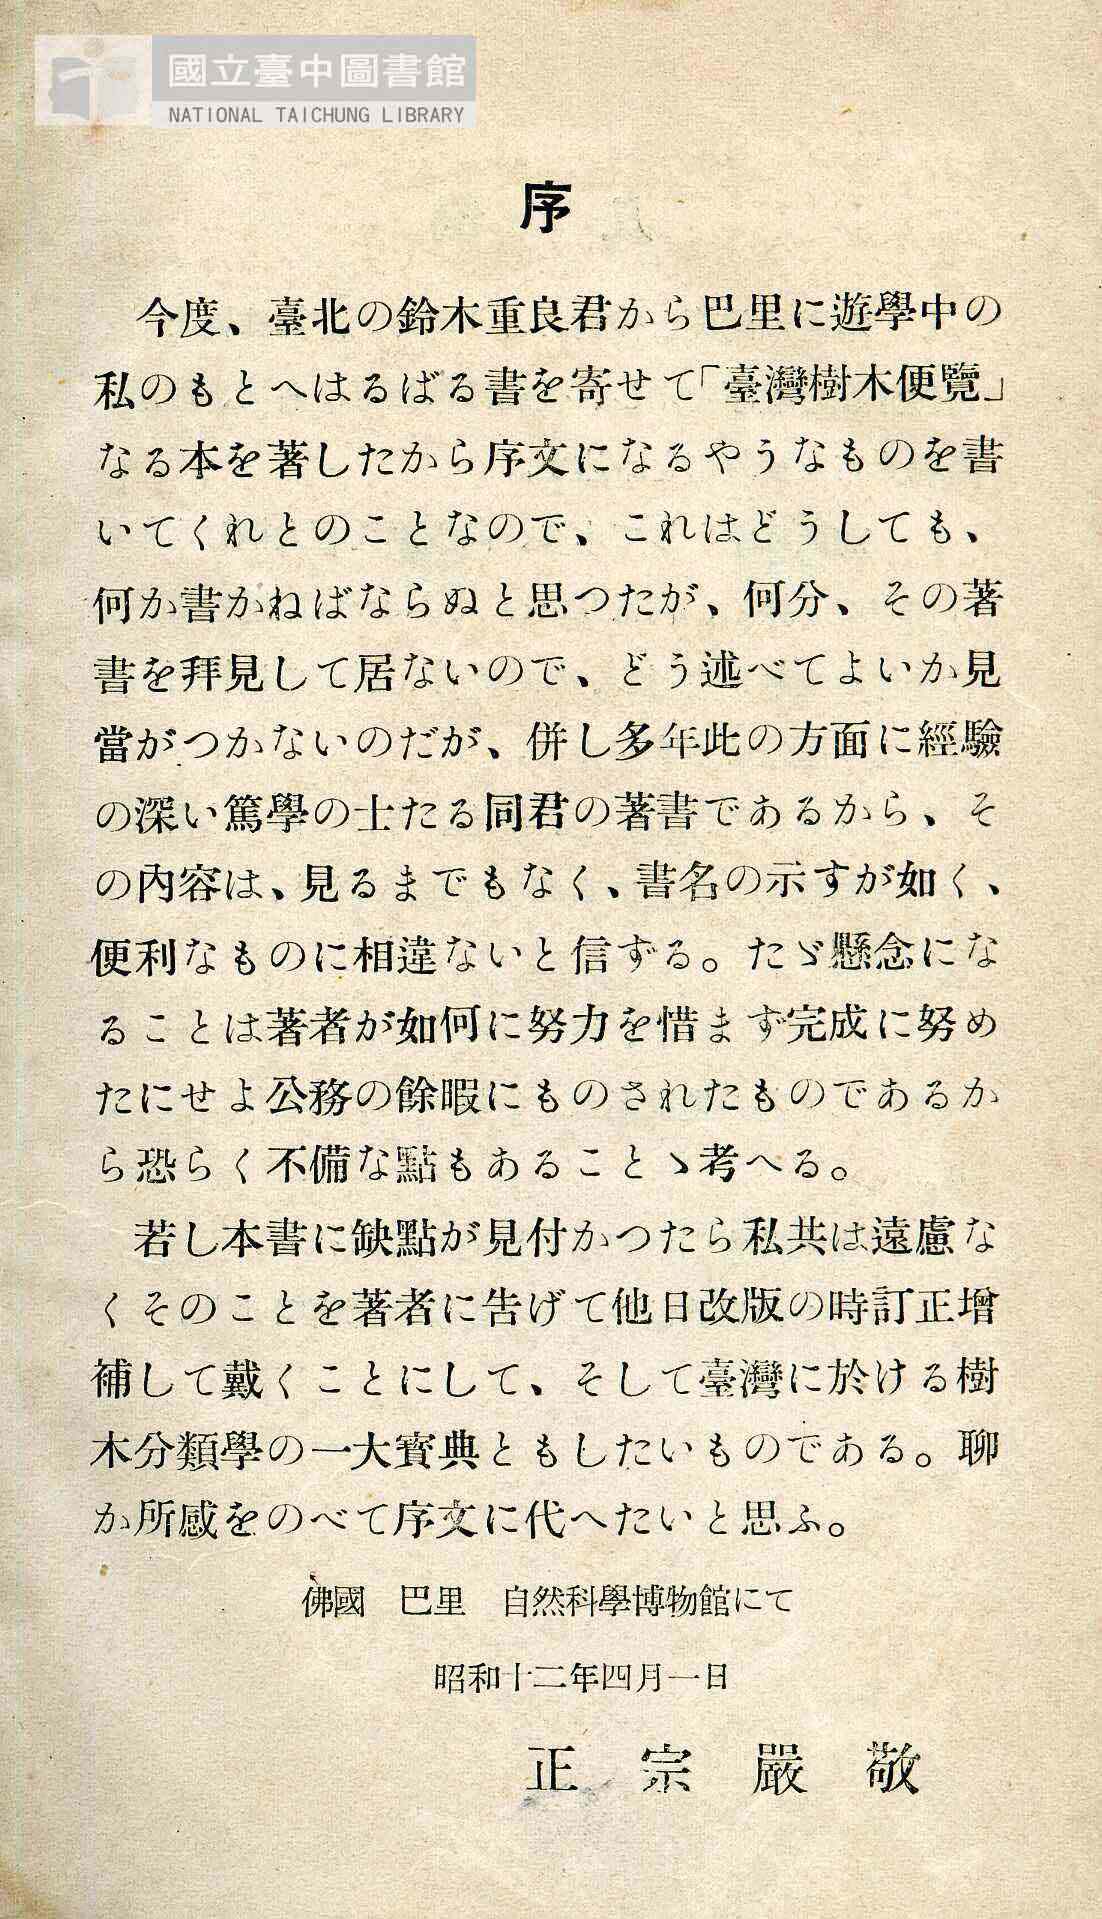 國立臺中圖書館
NATIONAL TAICHUNG LIBRARY
序
今度、臺北の鈴木重良君から巴里に遊學中の
私のもとへはるばる書を寄せて「臺灣樹木便覽」
なる本を著したから序文になるやうなものを書
いてくれとのことなので、これはどうしても、
何か書かねばならぬと思つたが、何分、その著
書を拜見して居ないので、どう述べてよいか見
當がつかないのだが、併し多年此の方面に經驗
の深い篤學の士たる同君の著書であるから、そ
の內容は、見るまでもなく、書名の示すが如く、
便利なものに相違ないと信ずる。たゞ懸念にな
ることは著者が如何に努力を惜まず完成に努め
たにせよ公務の餘暇にものされたものであるか
ら恐らく不備な點もあることゝ考へる。
若し本書に缺點が見付かつたら私共は遠慮な
くそのことを著者に告げて他日改版の時訂正增
補して戴くことにして、そして臺灣に於ける樹
木分類學の一大寳典ともしたいものである。聊
か所感をのべて序文に代へたいと思ふ。
佛國　巴里　自然科學博物館にて
昭和十二年四月一日
正宗嚴敬